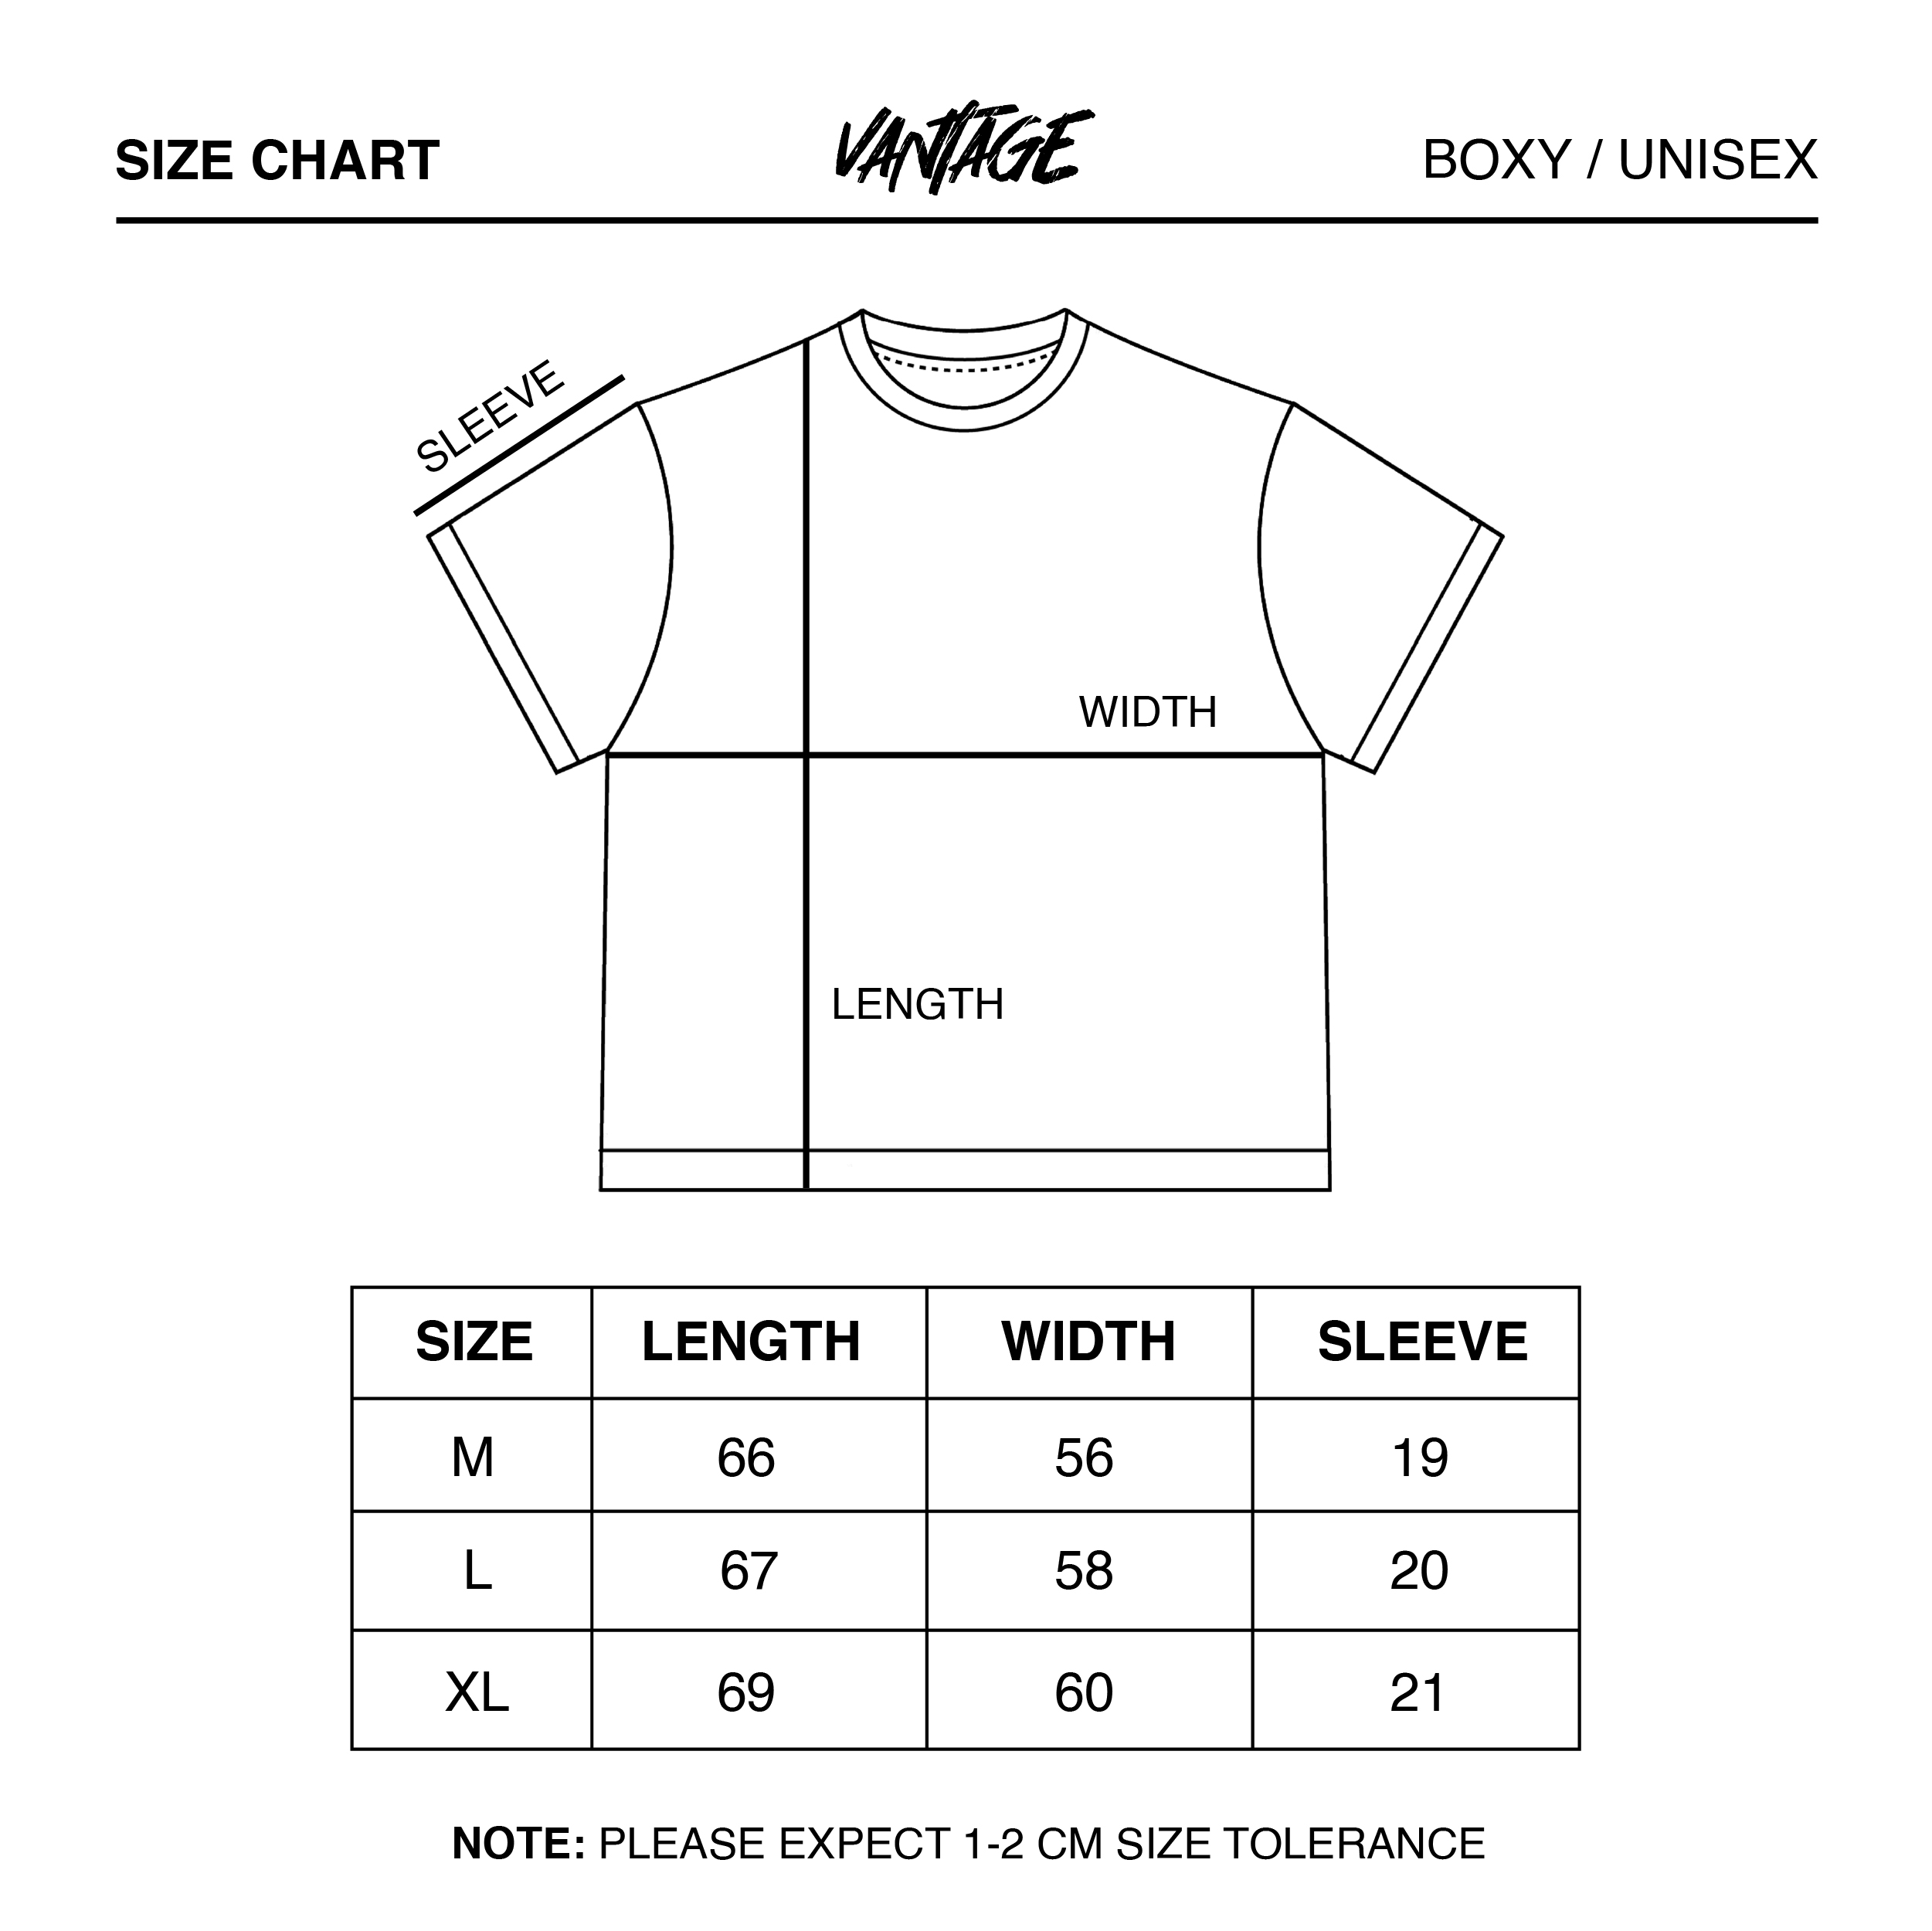 SIZE CHART
VANTAGE
BOXY / UNISEX
SLEEVE
WIDTH
LENGTH
SIZE LENGTH WIDTH SLEEVE
M 66 56 19
L 67 58 20
XL 69 60 21
NOTE: PLEASE EXPECT 1-2 CM SIZE TOLERANCE